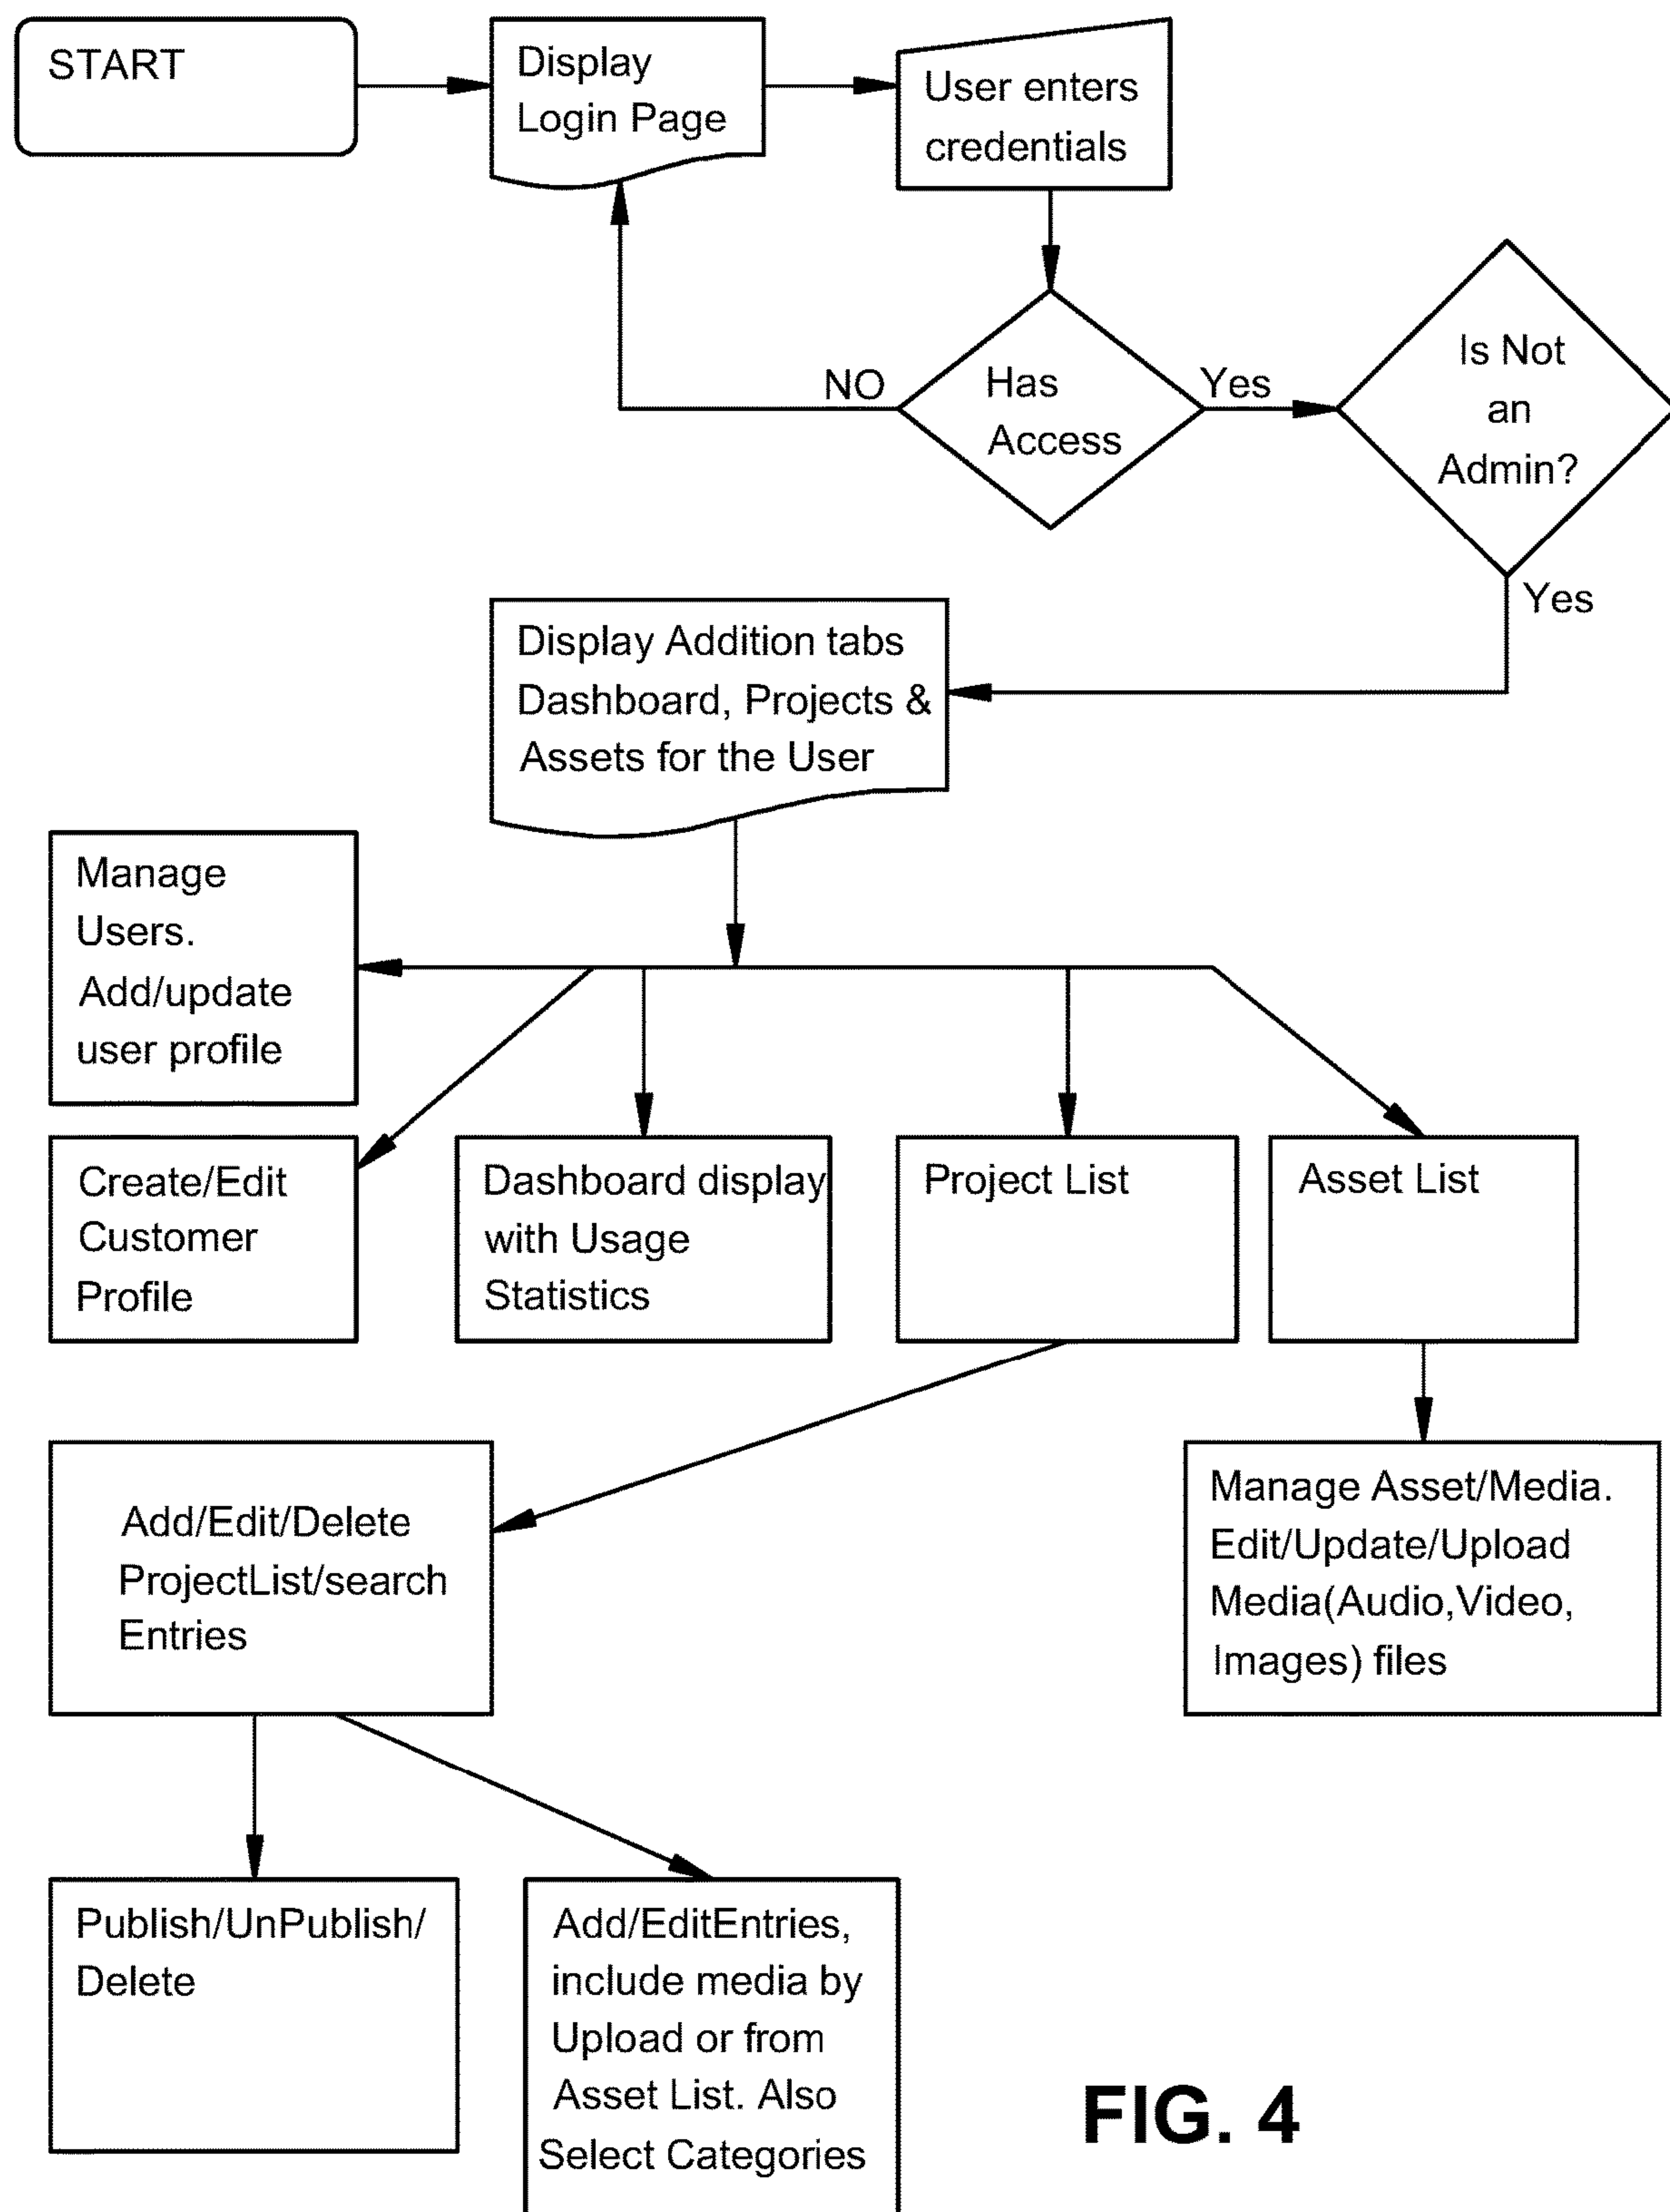 START
Display
Login Page
User enters
credentials
NO
Has
Access
Yes
Is Not
an
Admin?
Yes
Display Addition tabs
Dashboard, Projects &
Assets for the User
Manage
Users.
Add/update
user profile
Create/Edit
Customer
Profile
Dashboard display
with Usage
Statistics
Project List
Asset List
Add/Edit/Delete
ProjectList/search
Entries
Manage Asset/Media.
Edit/Update/Upload
Media(Audio,Video,
Images) files
Publish/UnPublish/
Delete
Add/EditEntries,
include media by
Upload or from
Asset List. Also
Select Categories
FIG. 4